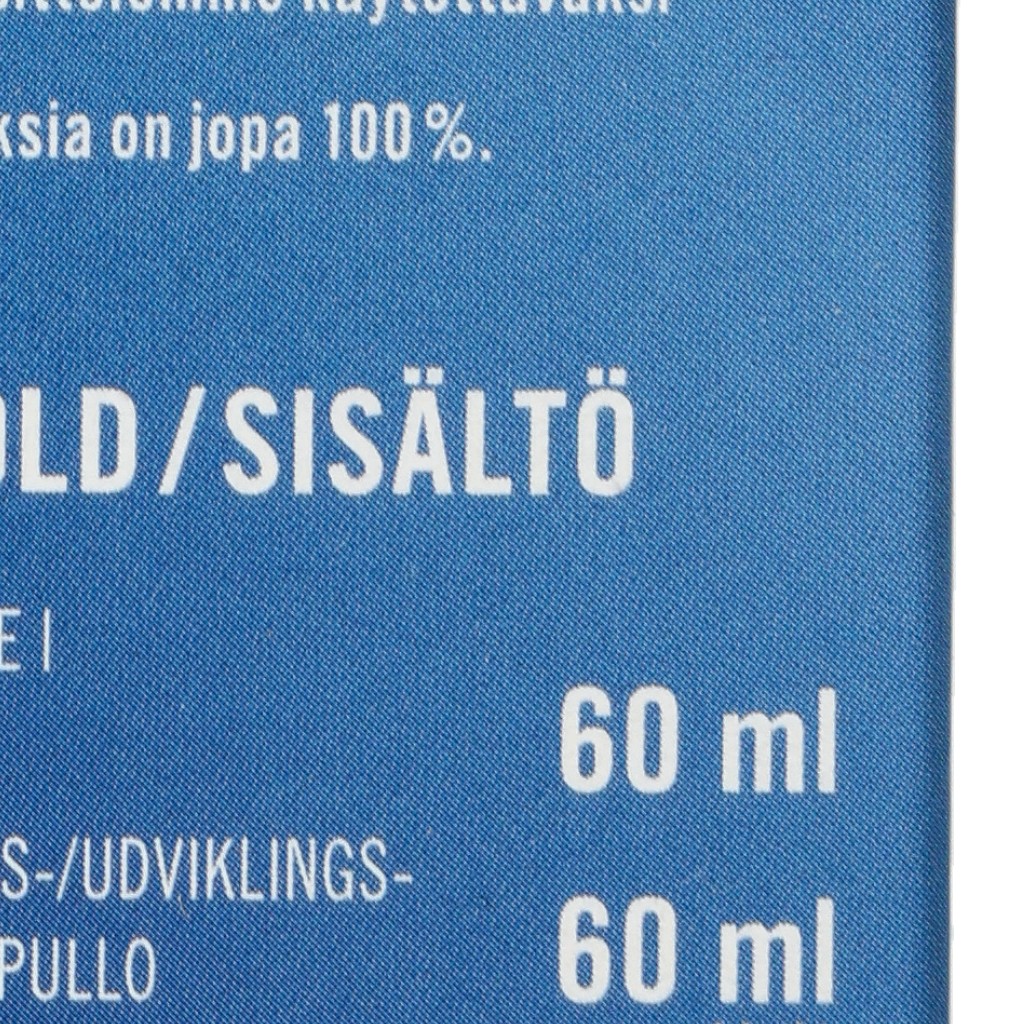 ksia on jopa 100 %.
OLD/SISÄLTÖ
E I
60 ml
S-/UDVIKLINGS-
PULLO
60 ml